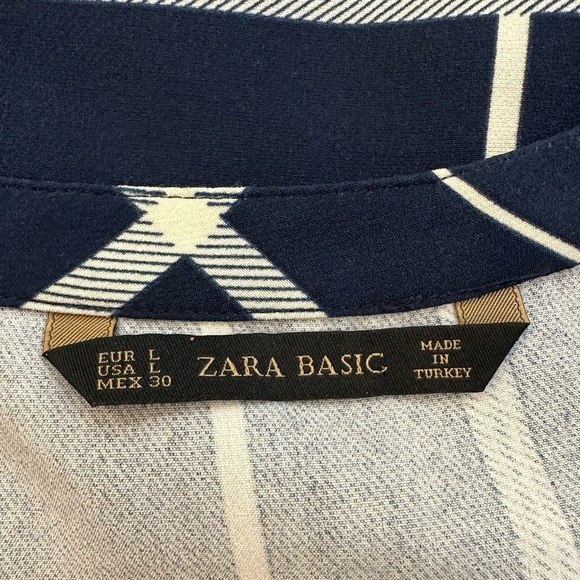 EUR L
USA L
MEX 30
ZARA BASIC
MADE
IN
TURKEY